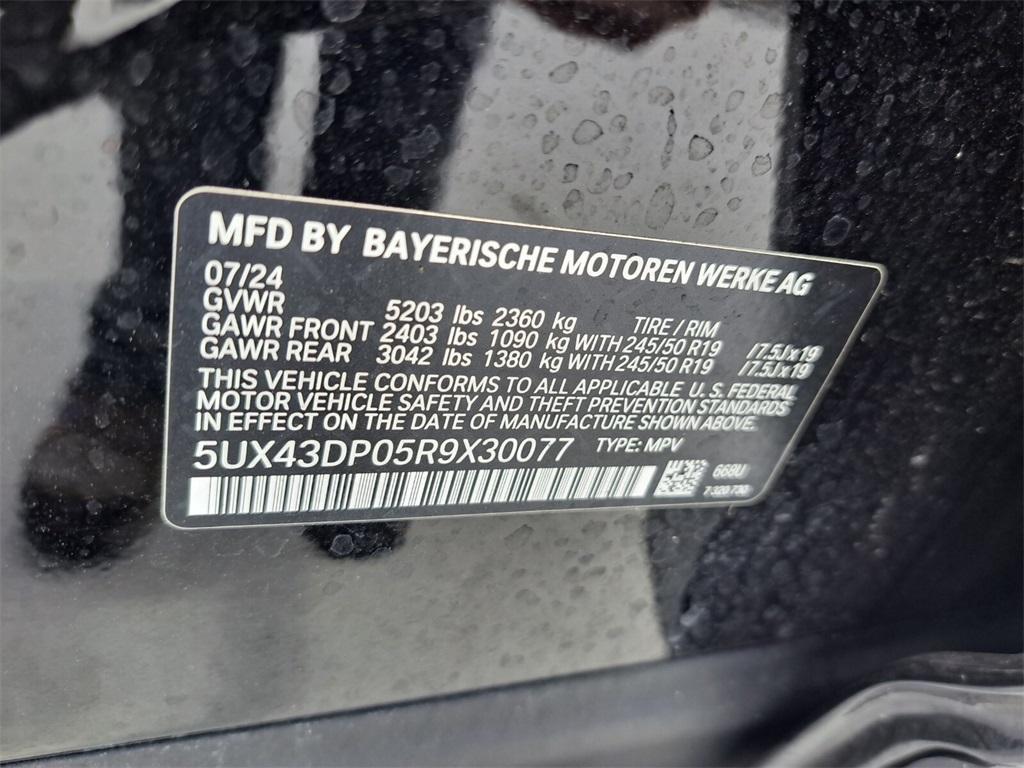 MFD BY BAYERISCHE MOTOREN WERKE AG
07/24
GVWR 5203 lbs 2360 kg TIRE / RIM
GAWR FRONT 2403 lbs 1090 kg WITH 245/50 R19 /7.5Jx19
GAWR REAR 3042 lbs 1380 kg WITH 245/50 R19 /7.5Jx19
THIS VEHICLE CONFORMS TO ALL APPLICABLE U. S. FEDERAL
MOTOR VEHICLE SAFETY AND THEFT PREVENTION STANDARDS
IN EFFECT ON THE DATE OF MANUFACTURE SHOWN ABOVE.
5UX43DP05R9X30077 TYPE: MPV
668U
7 320 730